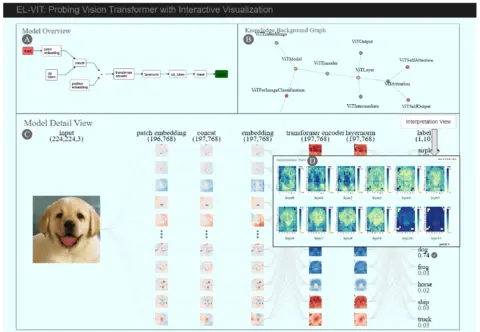 EL-VIT: Probing Vision Transformer with Interactive Visualization
Model Overview
A
patch embedding
concat
cls token
position embedding
transformer encoder
layernorm
cls_token
Knowledge Background Graph
B
ViTEmbeddings
ViTOutput
ViTModel
ViTEncoder
ViTSelfAttention
ViTLayer
ViTAttention
ViTForImageClassification
ViTIntermediate
ViTSelfOutput
Model Detail View
Interpretation View
C
input
(224,224,3)
patch embedding
(196,768)
concat
(197,768)
embedding
(197,768)
transformer encoder
(197,768)
layernorm
(197,768)
label
(1,10)
D
dog
0.74
frog
0.03
horse
0.02
ship
0.03
truck
0.03